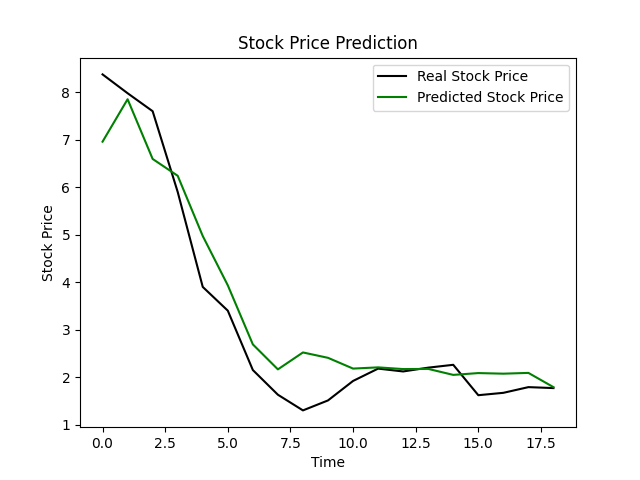 Stock Price Prediction
Real Stock Price
Predicted Stock Price
Stock Price
8
7
6
5
4
3
2
1
0.0 2.5 5.0 7.5 10.0 12.5 15.0 17.5
Time